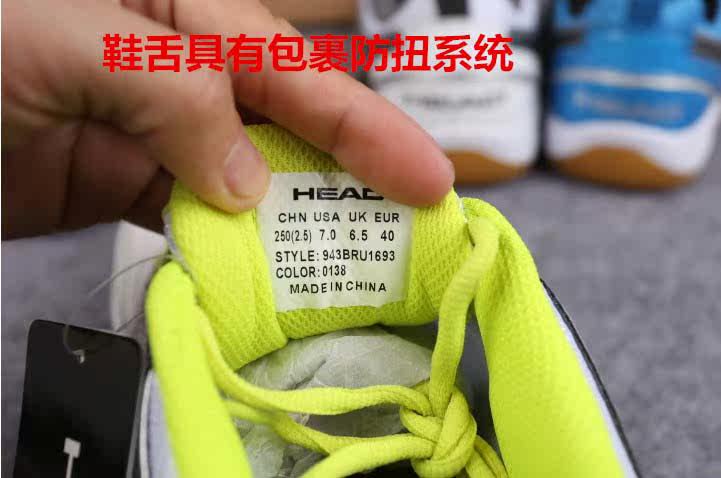 鞋舌具有包裹防扭系统
HEAD
CHN USA UK EUR
250(2.5) 7.0 6.5 40
STYLE:943BRU1693
COLOR:0138
MADE IN CHINA